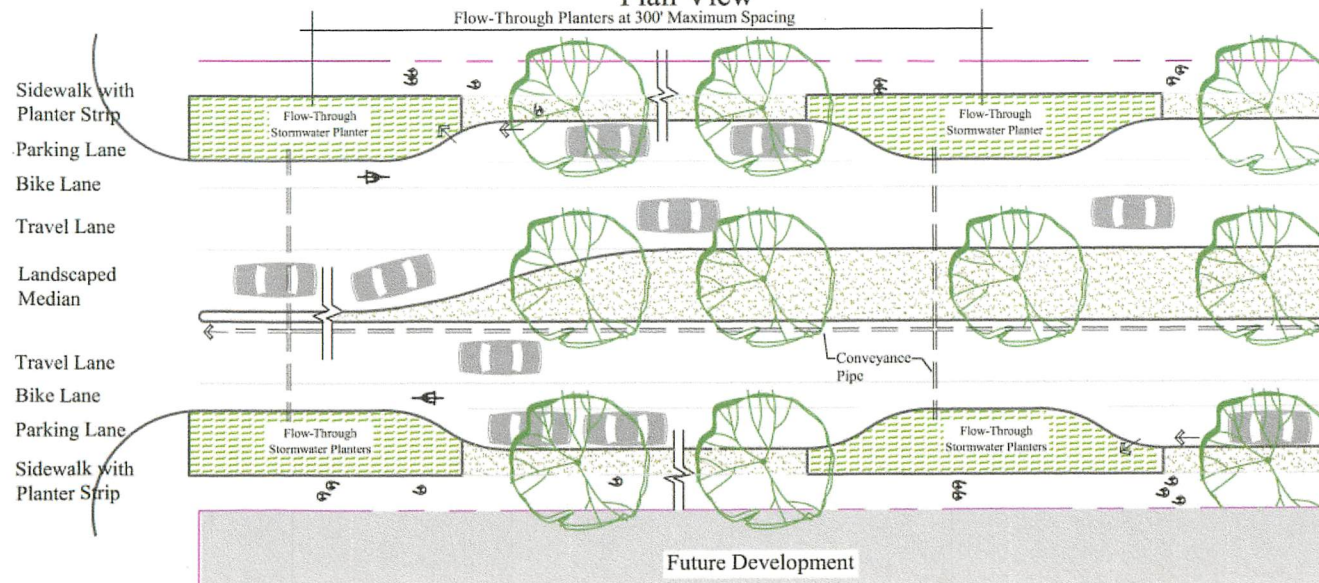 Plan View
Flow-Through Planters at 300' Maximum Spacing
Sidewalk with
Planter Strip
Parking Lane
Bike Lane
Travel Lane
Landscaped
Median
Travel Lane
Bike Lane
Parking Lane
Sidewalk with
Planter Strip
Flow-Through
Stormwater Planter
Flow-Through
Stormwater Planter
Conveyance
Pipe
Flow-Through
Stormwater Planters
Flow-Through
Stormwater Planters
Future Development